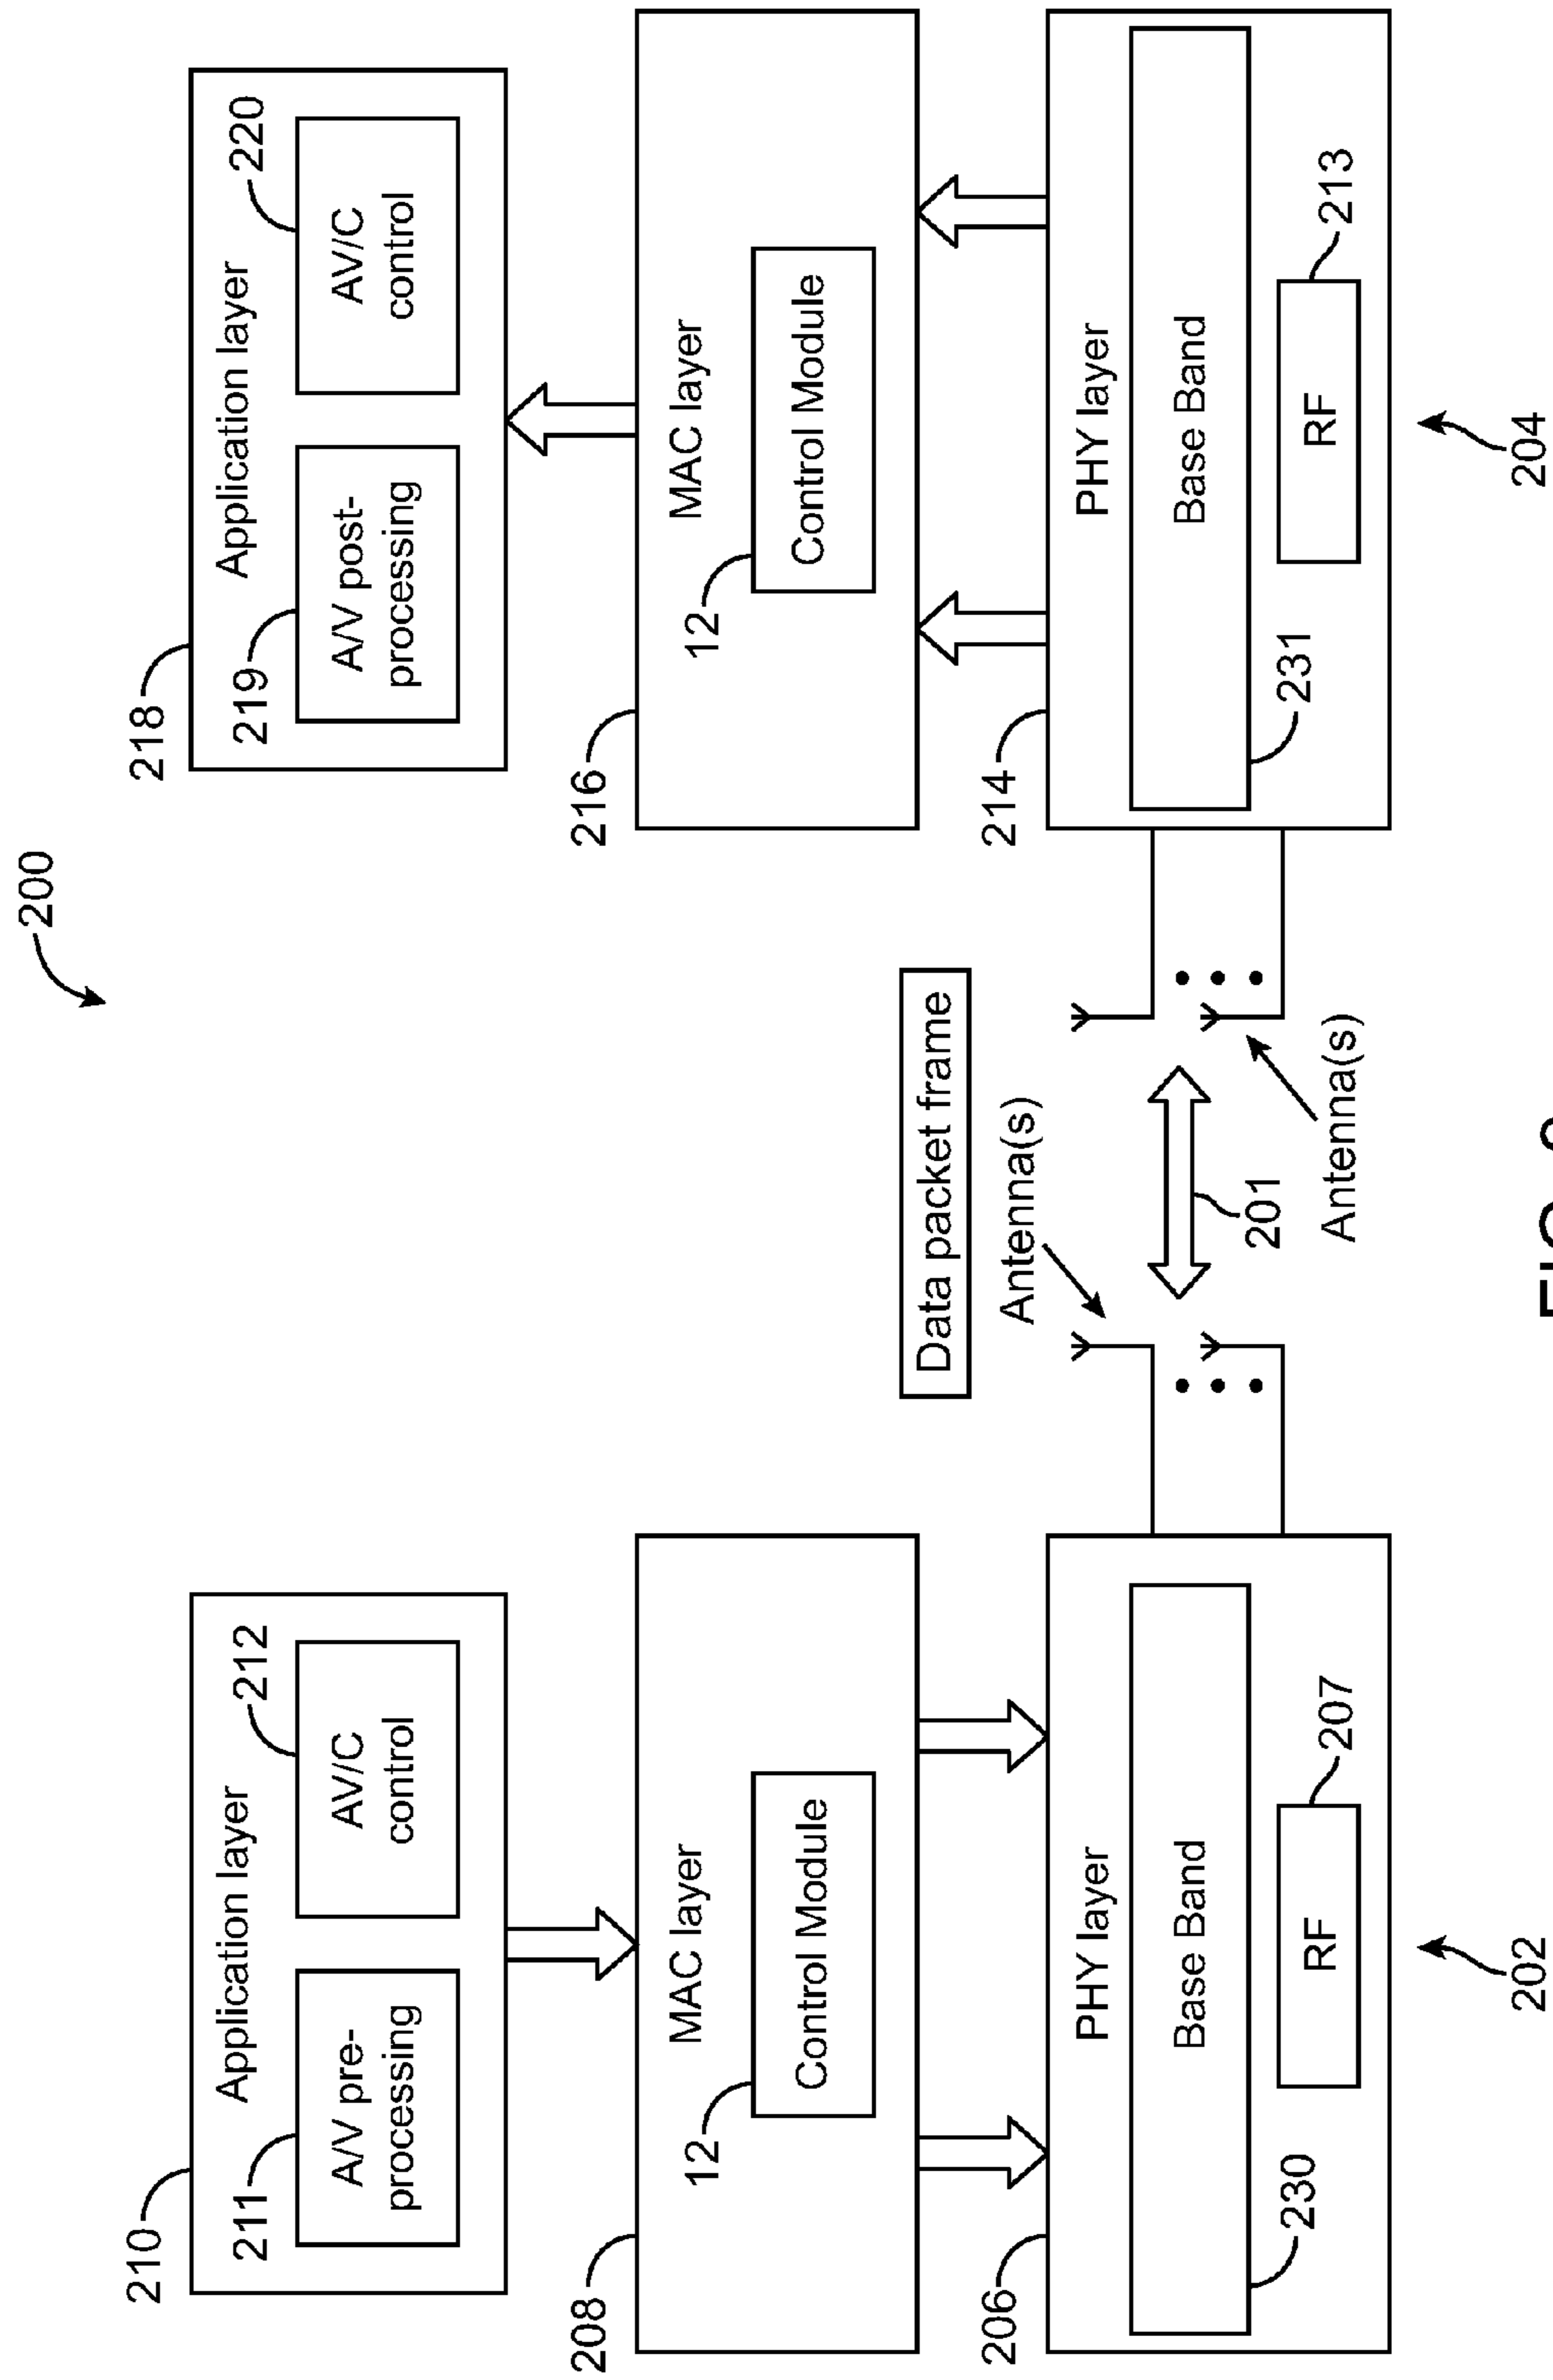 200
210
Application layer
211
A/V pre-
processing
212
AV/C
control
208
MAC layer
12
Control Module
206
PHY layer
Base Band
230
RF
207
202
Data packet frame
Antenna(s)
201
Antenna(s)
218
Application layer
219
A/V post-
processing
220
AV/C
control
216
MAC layer
12
Control Module
214
PHY layer
Base Band
231
RF
213
204